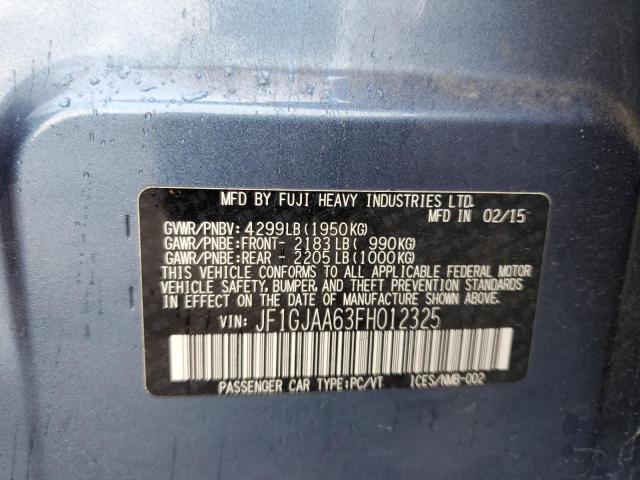 MFD BY FUJI HEAVY INDUSTRIES LTD.
MFD IN 02/15
GVWR/PNBV: 4299LB (1950KG)
GAWR/PNBE: FRONT- 2183LB ( 990KG)
GAWR/PNBE: REAR - 2205LB (1000KG)
THIS VEHICLE CONFORMS TO ALL APPLICABLE FEDERAL MOTOR
VEHICLE SAFETY, BUMPER, AND THEFT PREVENTION STANDARDS
IN EFFECT ON THE DATE OF MANUFACTURE SHOWN ABOVE.
VIN: JF1GJAA63FH012325
PASSENGER CAR TYPE: PC/VT ICES/NMB-002